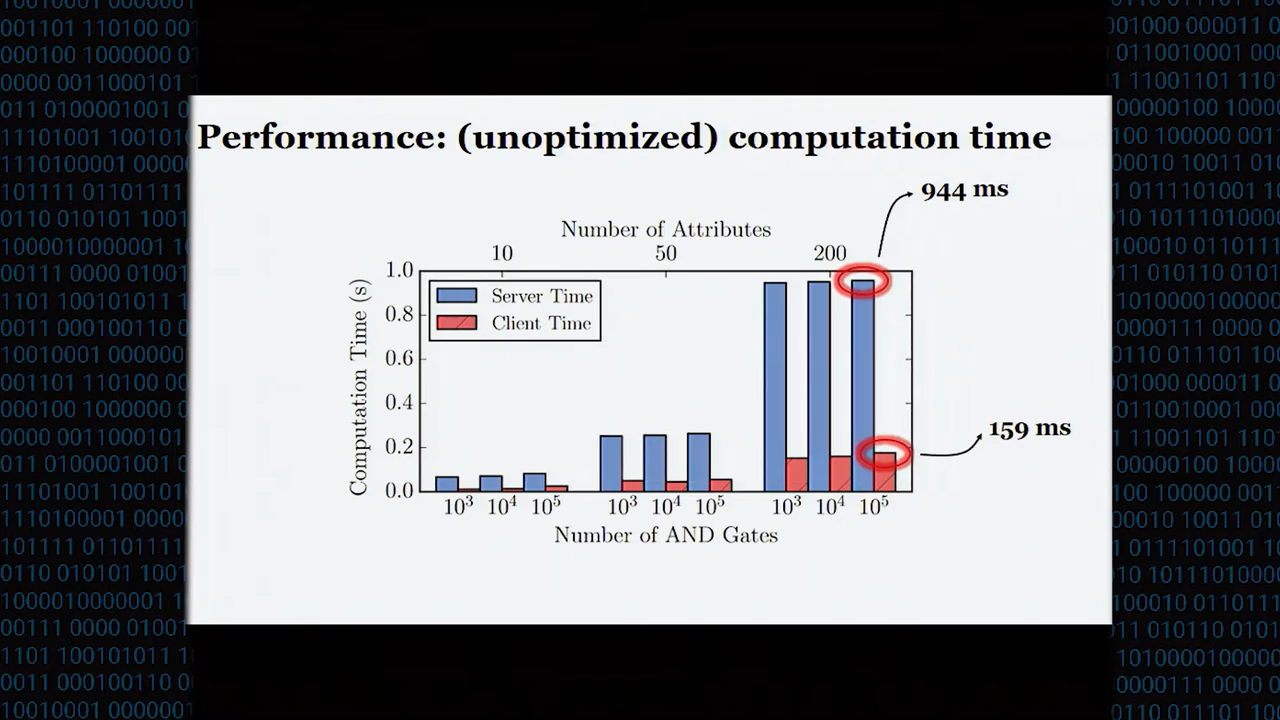 Performance: (unoptimized) computation time
944 ms
Number of Attributes
10 50 200
1.0
0.8
0.6
0.4
0.2
0.0
Computation Time (s)
Server Time
Client Time
159 ms
10³ 10⁴ 10⁵ 10³ 10⁴ 10⁵ 10³ 10⁴ 10⁵
Number of AND Gates